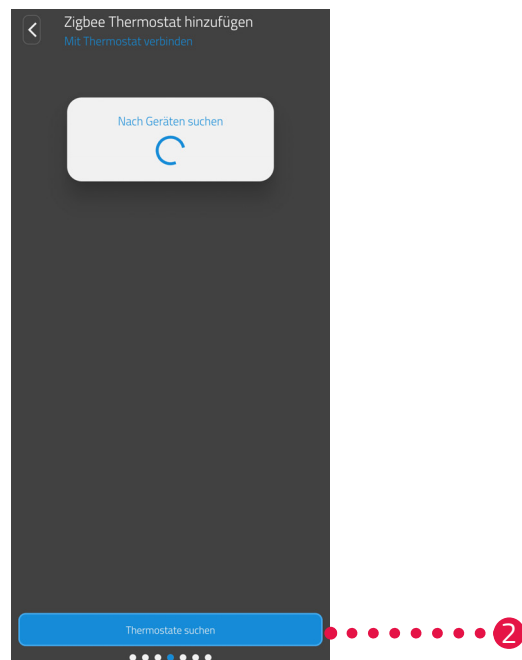 Zigbee Thermostat hinzufügen
Mit Thermostat verbinden
Nach Geräten suchen
Thermostate suchen
2